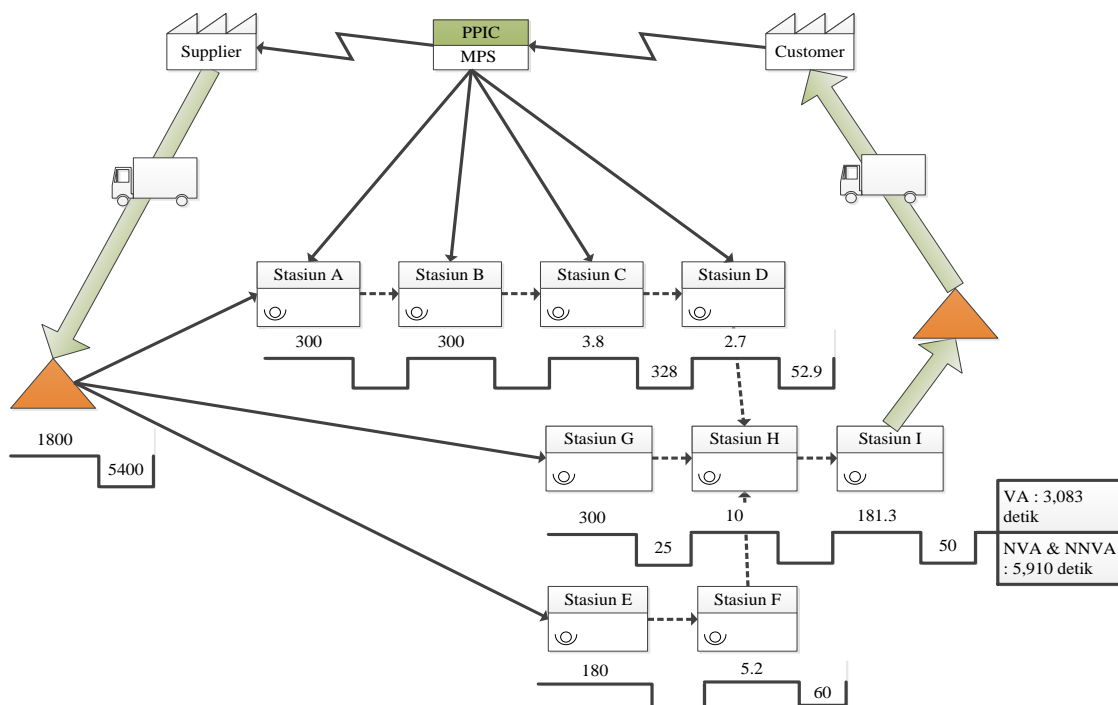 Supplier
PPIC
MPS
Customer
Stasiun A
Stasiun B
Stasiun C
Stasiun D
300
300
3.8
328
2.7
52.9
1800
5400
Stasiun G
Stasiun H
Stasiun I
300
25
10
181.3
50
VA : 3,083
detik
NVA & NNVA
: 5,910 detik
Stasiun E
Stasiun F
180
5.2
60